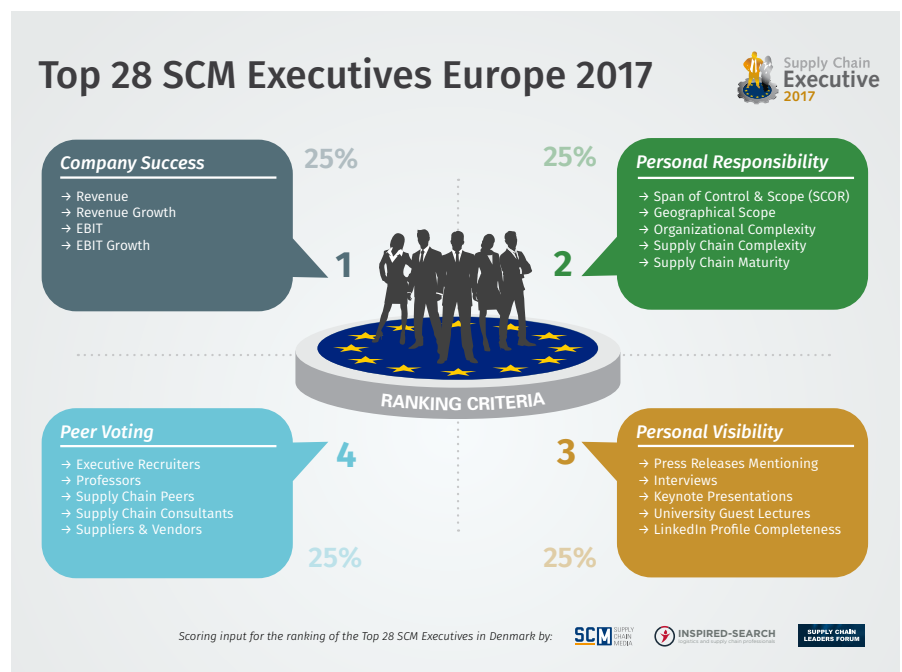 Top 28 SCM Executives Europe 2017
Supply Chain
Executive
2017
Company Success
→ Revenue
→ Revenue Growth
→ EBIT
→ EBIT Growth
25%
1
25%
2
Personal Responsibility
→ Span of Control & Scope (SCOR)
→ Geographical Scope
→ Organizational Complexity
→ Supply Chain Complexity
→ Supply Chain Maturity
RANKING CRITERIA
Peer Voting
→ Executive Recruiters
→ Professors
→ Supply Chain Peers
→ Supply Chain Consultants
→ Suppliers & Vendors
4
25%
3
25%
Personal Visibility
→ Press Releases Mentioning
→ Interviews
→ Keynote Presentations
→ University Guest Lectures
→ LinkedIn Profile Completeness
Scoring input for the ranking of the Top 28 SCM Executives in Denmark by:
SCM
SUPPLY
CHAIN
MEDIA
INSPIRED-SEARCH
logistics and supply chain professionals
SUPPLY CHAIN
LEADERS FORUM